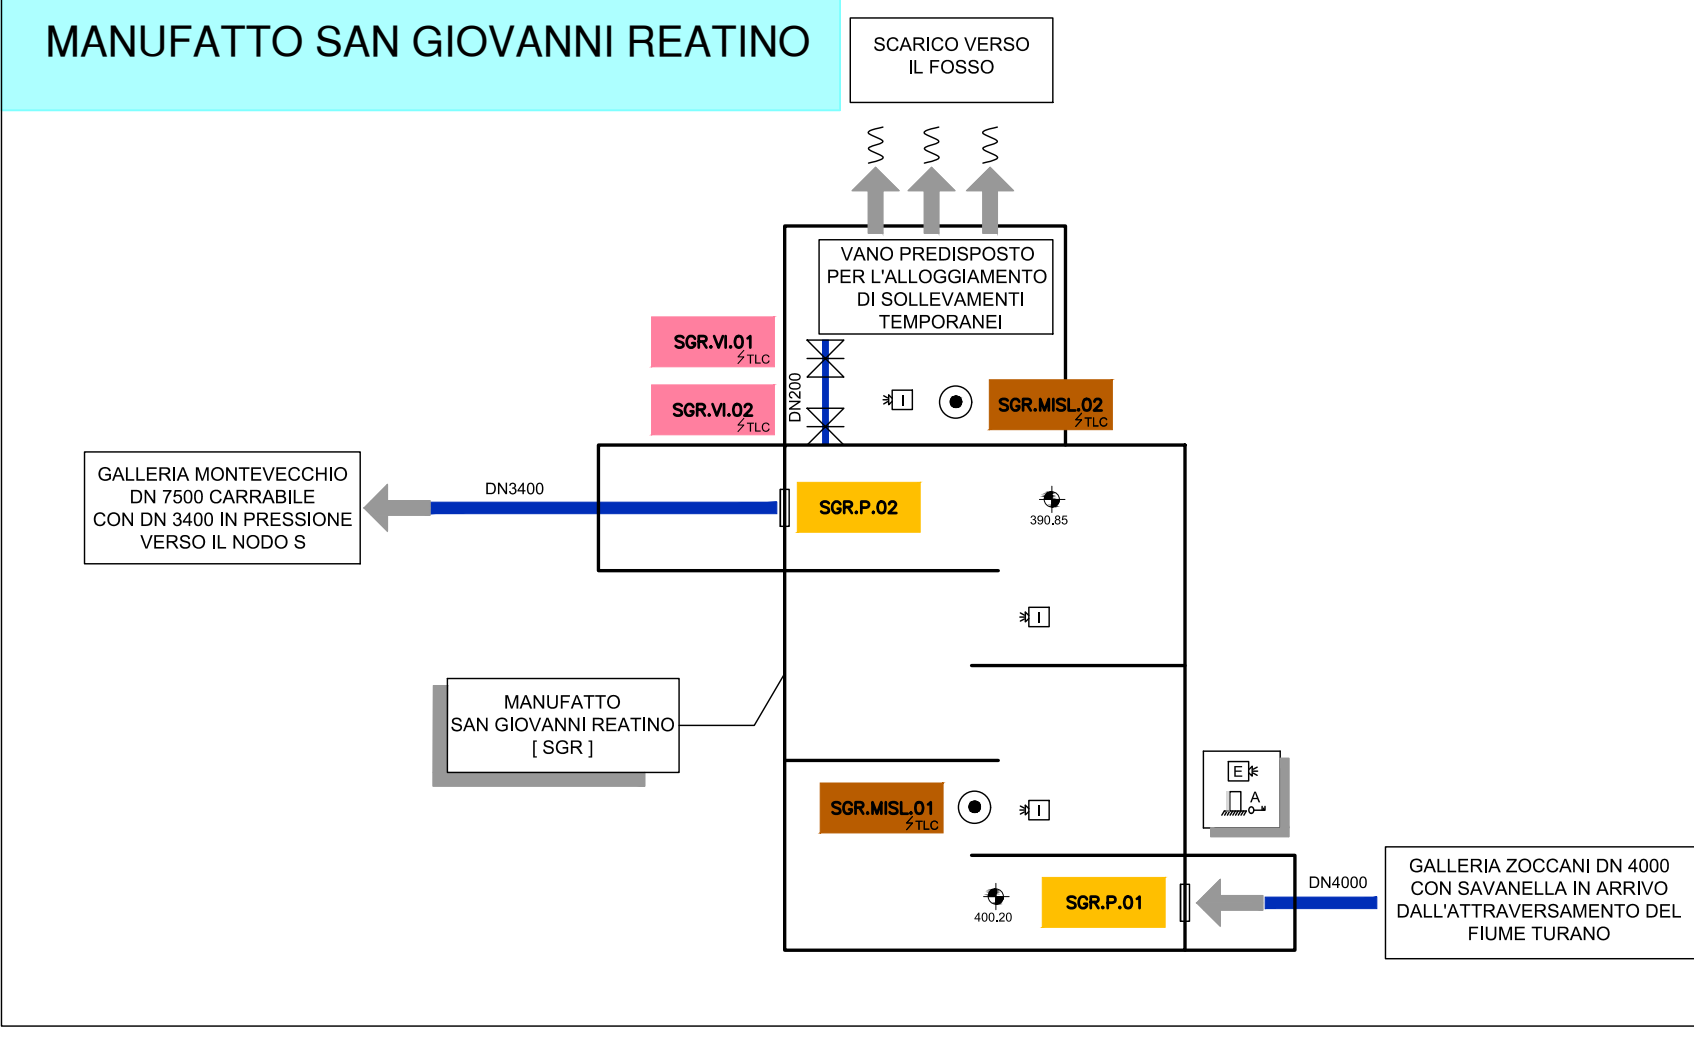 MANUFATTO SAN GIOVANNI REATINO
SCARICO VERSO
IL FOSSO
VANO PREDISPOSTO
PER L'ALLOGGIAMENTO
DI SOLLEVAMENTI
TEMPORANEI
SGR.VI.01
TLC
SGR.VI.02
TLC
DN200
I
SGR.MISL.02
TLC
GALLERIA MONTEVECCHIO
DN 7500 CARRABILE
CON DN 3400 IN PRESSIONE
VERSO IL NODO S
DN3400
SGR.P.02
390.85
I
MANUFATTO
SAN GIOVANNI REATINO
[ SGR ]
SGR.MISL.01
TLC
I
E
A
SGR.P.01
400.20
DN4000
GALLERIA ZOCCANI DN 4000
CON SAVANELLA IN ARRIVO
DALL'ATTRAVERSAMENTO DEL
FIUME TURANO